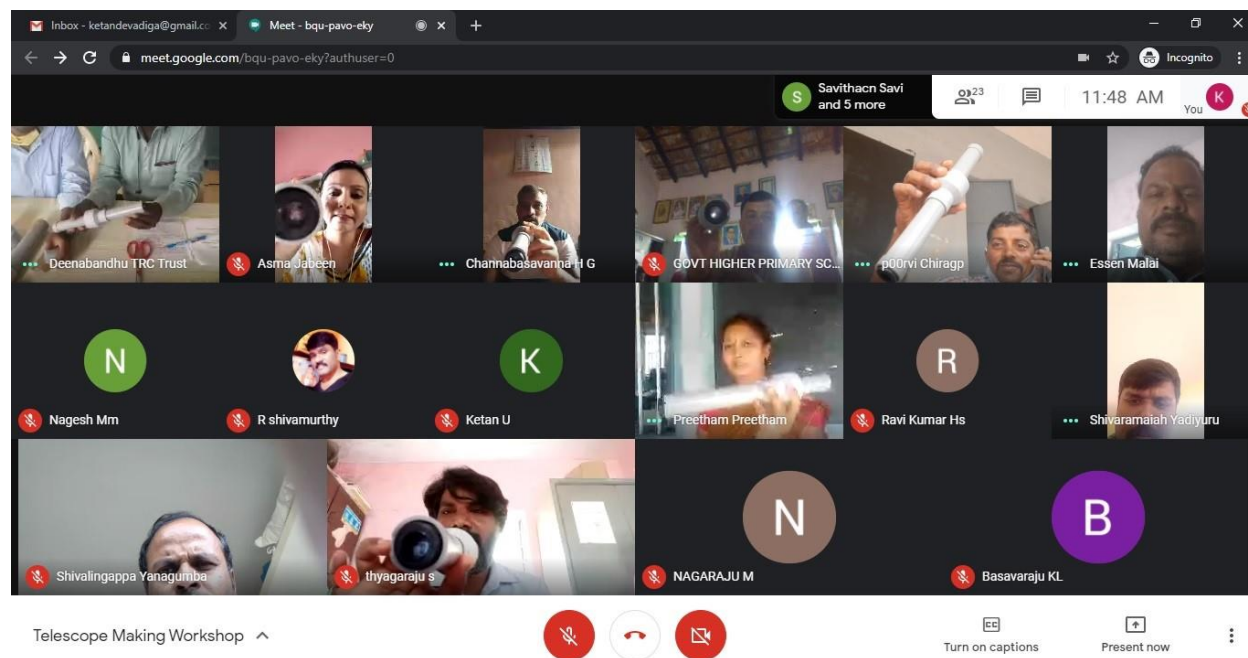 Inbox - ketandevadiga@gmail.co
Meet - bqu-pavo-eky
meet.google.com/bqu-pavo-eky?authuser=0
Incognito
S
Savithacn Savi
and 5 more
23
11:48 AM
You
K
Deenabandhu TRC Trust
Asma Jabeen
Channabasavanna H G
GOVT HIGHER PRIMARY SC...
p00rvi Chiragp
Essen Malai
N
K
R
Nagesh Mm
R shivamurthy
Ketan U
Preetham Preetham
Ravi Kumar Hs
Shivaramaiah Yadiyuru
N
B
Shivalingappa Yanagumba
thyagaraju s
NAGARAJU M
Basavaraju KL
Telescope Making Workshop
CC
Turn on captions
Present now